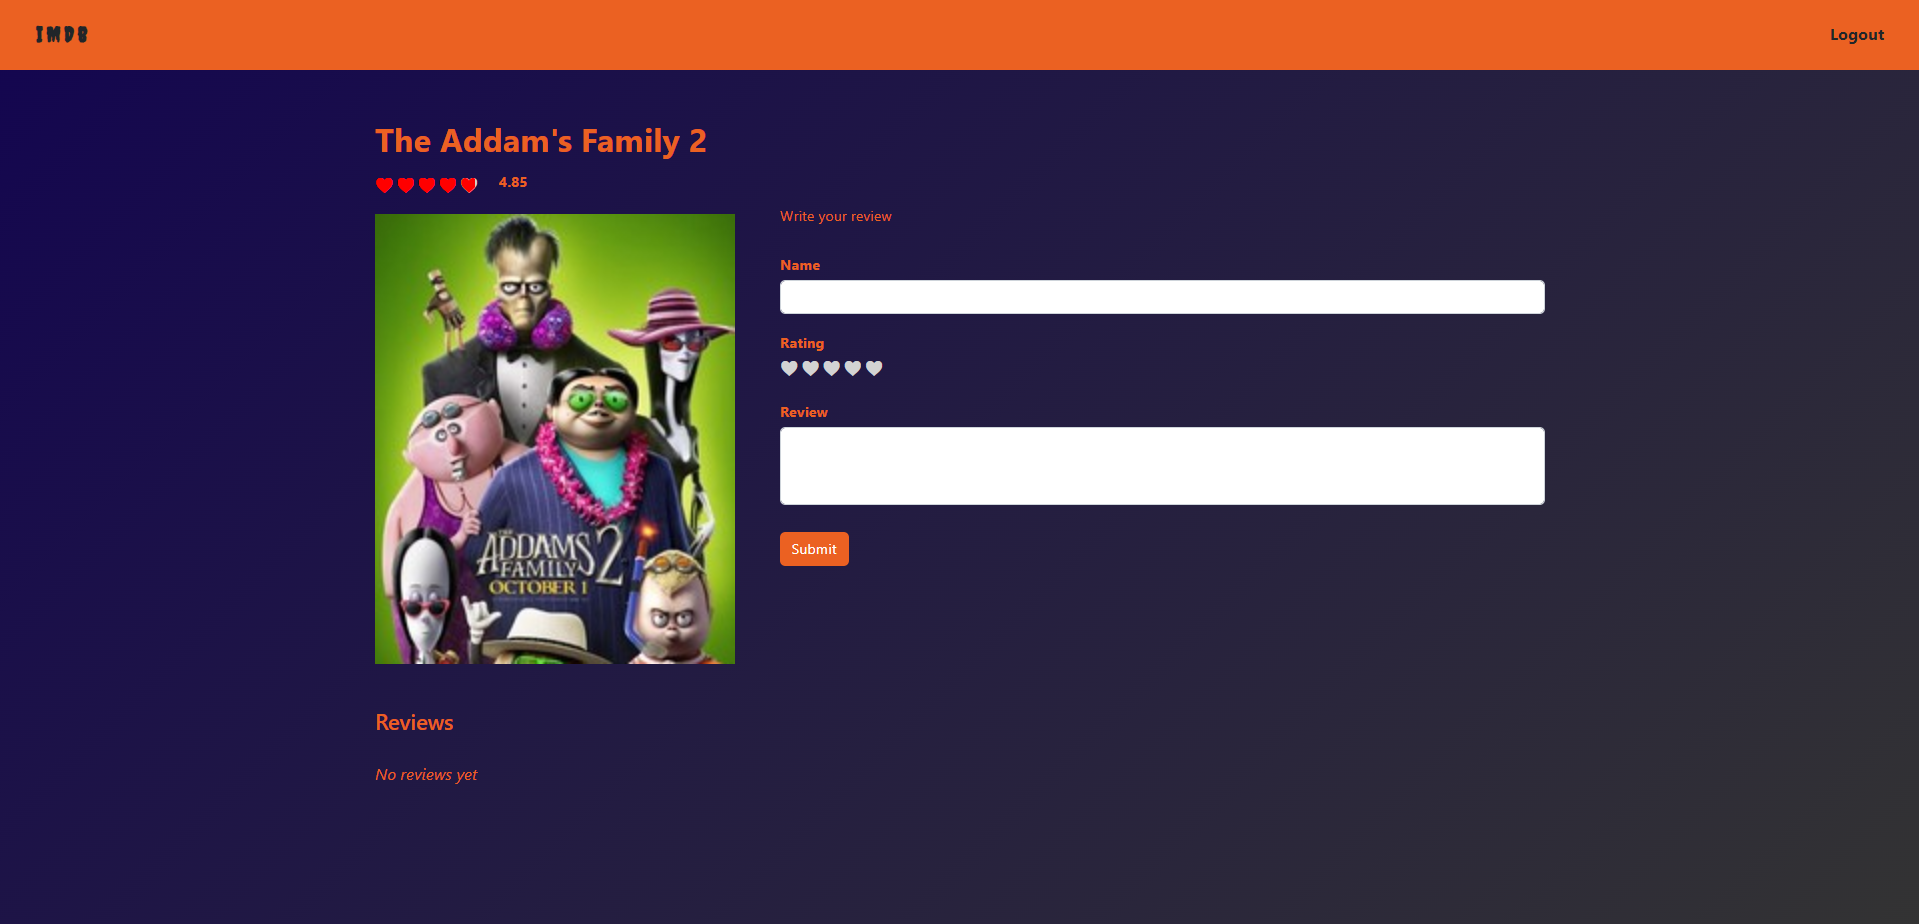 IMDB
Logout
The Addam's Family 2
4.85
Write your review
Name
Rating
Review
Submit
THE
ADDAMS 2
FAMILY
OCTOBER 1
Reviews
No reviews yet